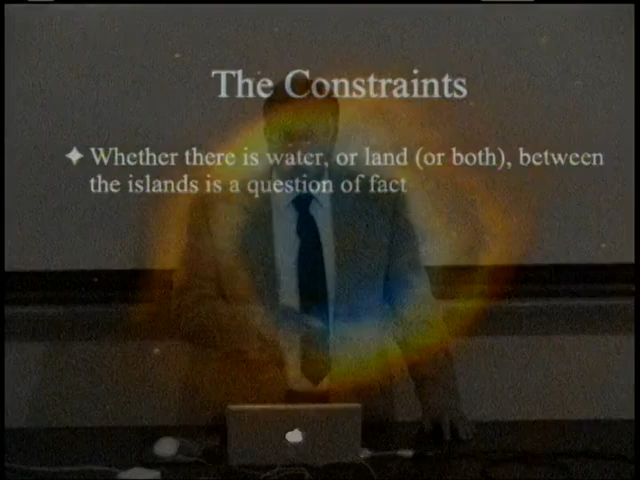 The Constraints
Whether there is water, or land (or both), between
the islands is a question of fact